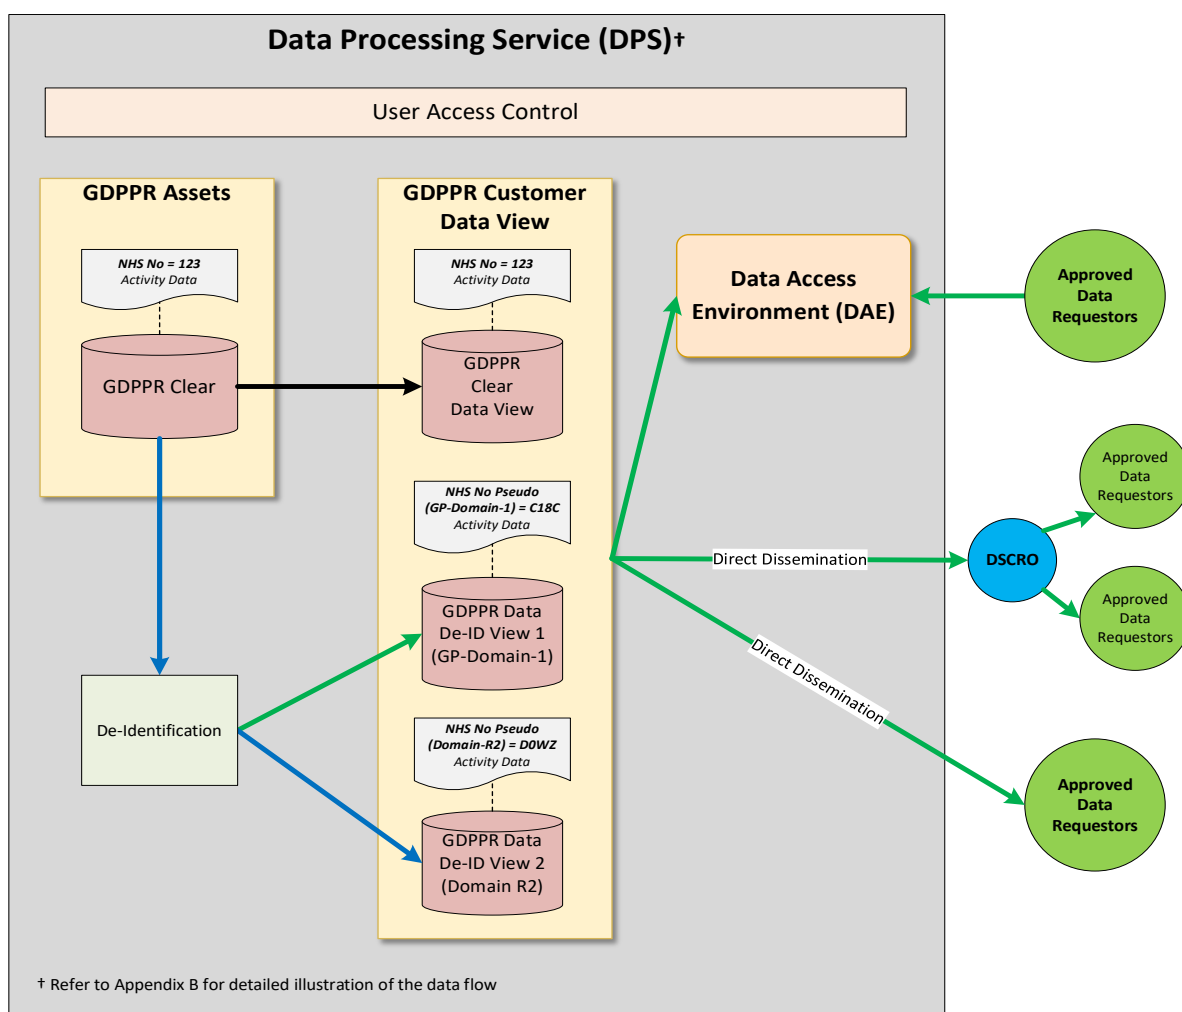 Data Processing Service (DPS)†
User Access Control
GDPPR Assets
NHS No = 123
Activity Data
GDPPR Clear
De-Identification
GDPPR Customer
Data View
NHS No = 123
Activity Data
GDPPR
Clear
Data View
NHS No Pseudo
(GP-Domain-1) = C18C
Activity Data
GDPPR Data
De-ID View 1
(GP-Domain-1)
NHS No Pseudo
(Domain-R2) = D0WZ
Activity Data
GDPPR Data
De-ID View 2
(Domain R2)
Data Access
Environment (DAE)
Approved
Data
Requestors
Direct Dissemination
DSCRO
Approved
Data
Requestors
Approved
Data
Requestors
Direct Dissemination
Approved
Data
Requestors
† Refer to Appendix B for detailed illustration of the data flow